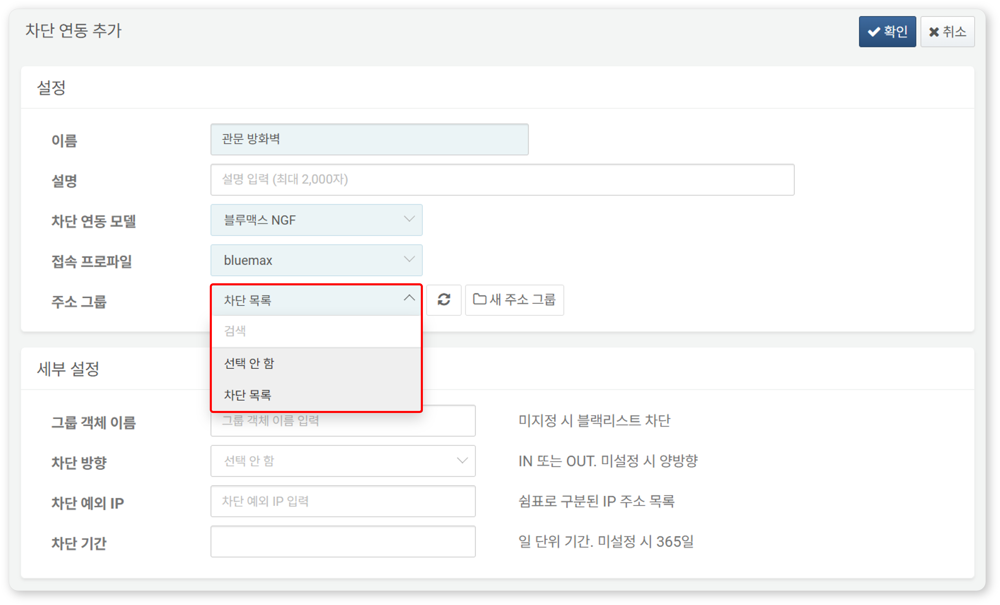 차단 연동 추가
확인
취소
설정
이름
관문 방화벽
설명
설명 입력 (최대 2,000자)
차단 연동 모델
블루맥스 NGF
접속 프로파일
bluemax
주소 그룹
차단 목록
새 주소 그룹
검색
선택 안 함
차단 목록
세부 설정
그룹 객체 이름
그룹 객체 이름 입력
미지정 시 블랙리스트 차단
차단 방향
선택 안 함
IN 또는 OUT. 미설정 시 양방향
차단 예외 IP
차단 예외 IP 입력
쉼표로 구분된 IP 주소 목록
차단 기간
일 단위 기간. 미설정 시 365일